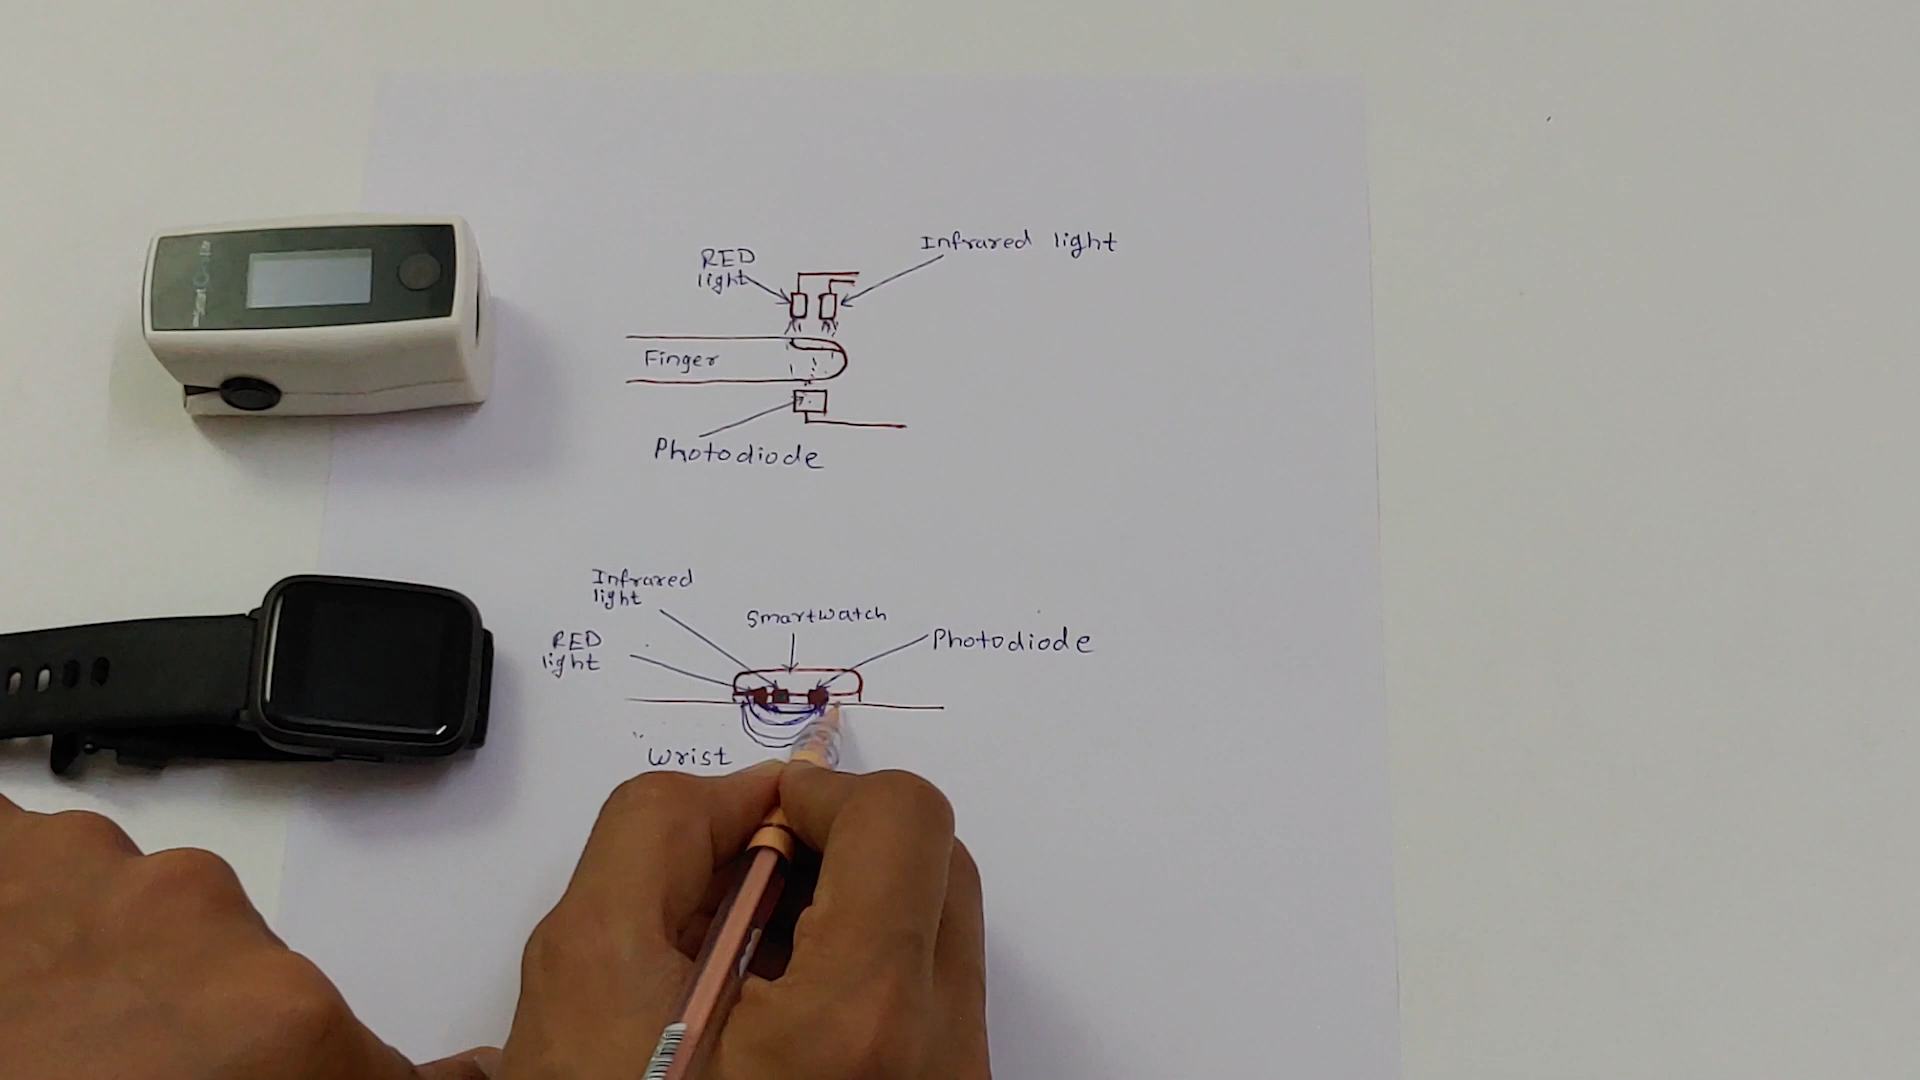 RED
light
Infrared light
Finger
Photodiode
Infrared
light
Smartwatch
RED
light
Photodiode
Wrist